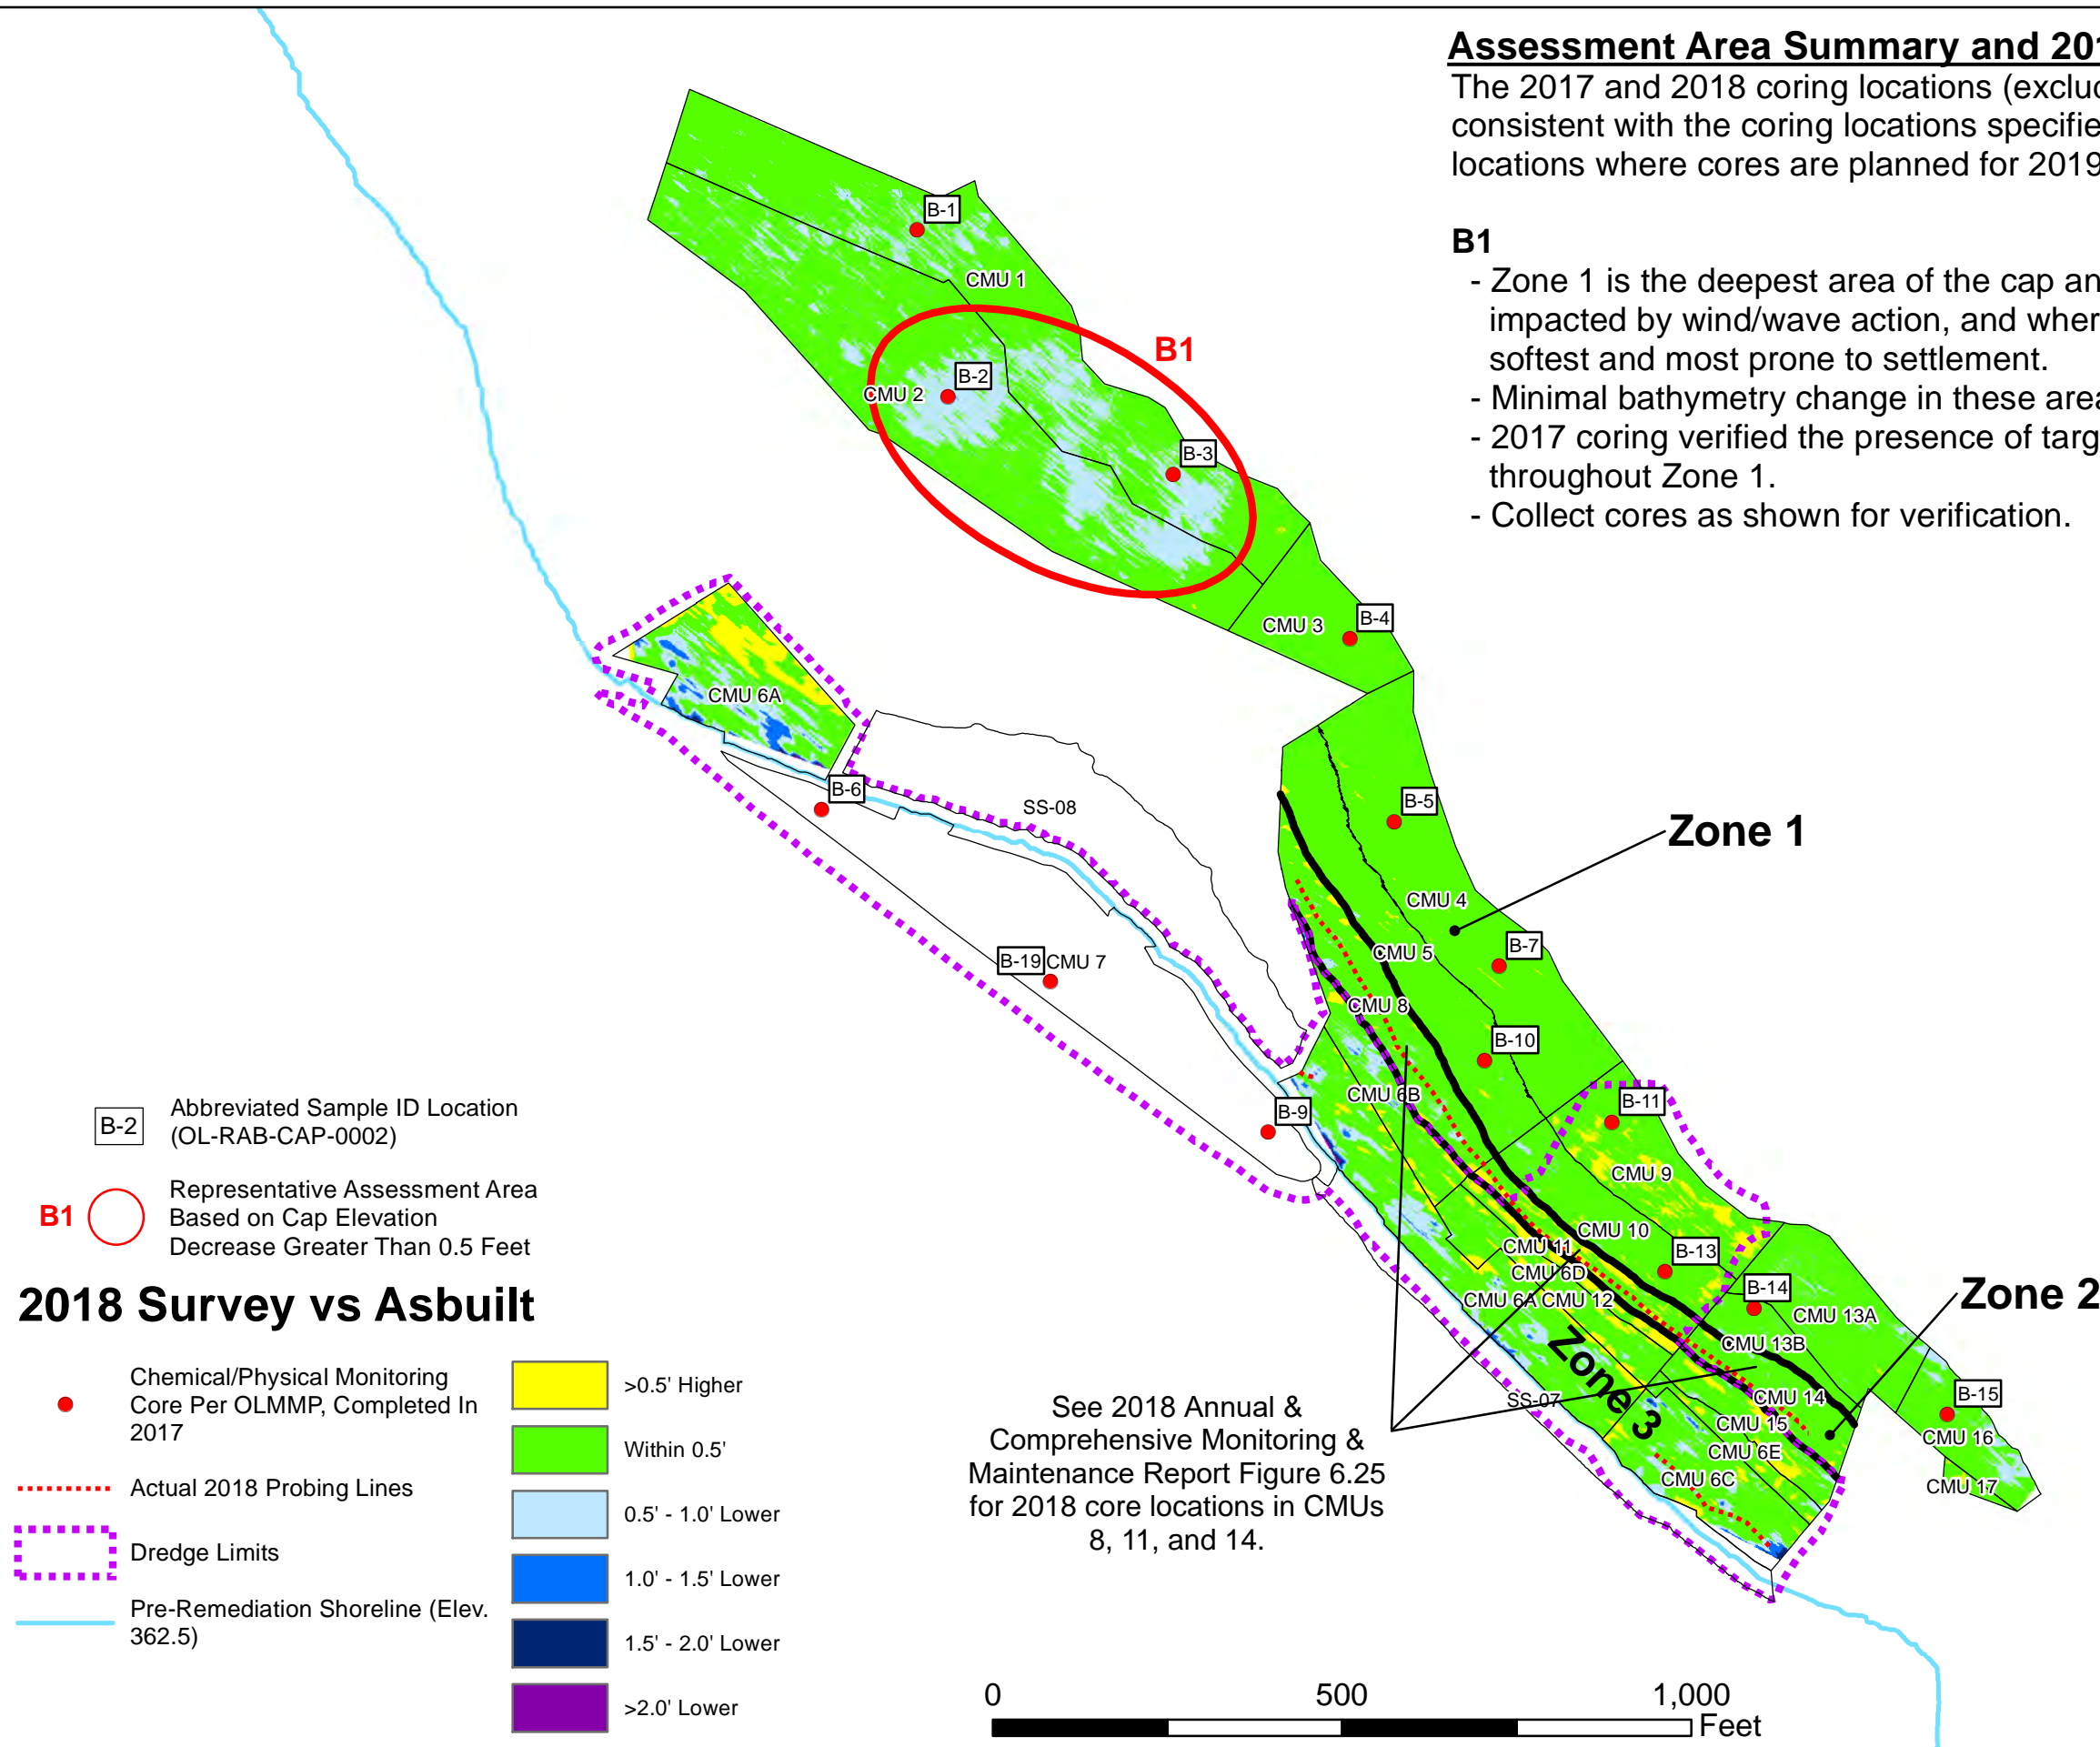 Assessment Area Summary and 201
The 2017 and 2018 coring locations (exclu
consistent with the coring locations specifie
locations where cores are planned for 2019
B1
- Zone 1 is the deepest area of the cap an
impacted by wind/wave action, and wher
softest and most prone to settlement.
- Minimal bathymetry change in these area
- 2017 coring verified the presence of targ
throughout Zone 1.
- Collect cores as shown for verification.
B-1
CMU 1
B1
B-2
CMU 2
B-3
B-4
CMU 3
CMU 6A
B-6
SS-08
B-5
Zone 1
CMU 4
B-7
CMU 5
B-19
CMU 7
CMU 8
B-10
CMU 6B
B-9
B-11
CMU 9
CMU 10
CMU 11
B-13
CMU 6D
CMU 6A
CMU 12
B-14
Zone 2
CMU 13A
CMU 13B
Zone 3
SS-07
CMU 14
B-15
CMU 15
CMU 16
CMU 6E
CMU 6C
CMU 17
See 2018 Annual &
Comprehensive Monitoring &
Maintenance Report Figure 6.25
for 2018 core locations in CMUs
8, 11, and 14.
B-2
Abbreviated Sample ID Location
(OL-RAB-CAP-0002)
B1
Representative Assessment Area
Based on Cap Elevation
Decrease Greater Than 0.5 Feet
2018 Survey vs Asbuilt
Chemical/Physical Monitoring
Core Per OLMMP, Completed In
2017
Actual 2018 Probing Lines
Dredge Limits
Pre-Remediation Shoreline (Elev.
362.5)
>0.5' Higher
Within 0.5'
0.5' - 1.0' Lower
1.0' - 1.5' Lower
1.5' - 2.0' Lower
>2.0' Lower
0 500 1,000
Feet